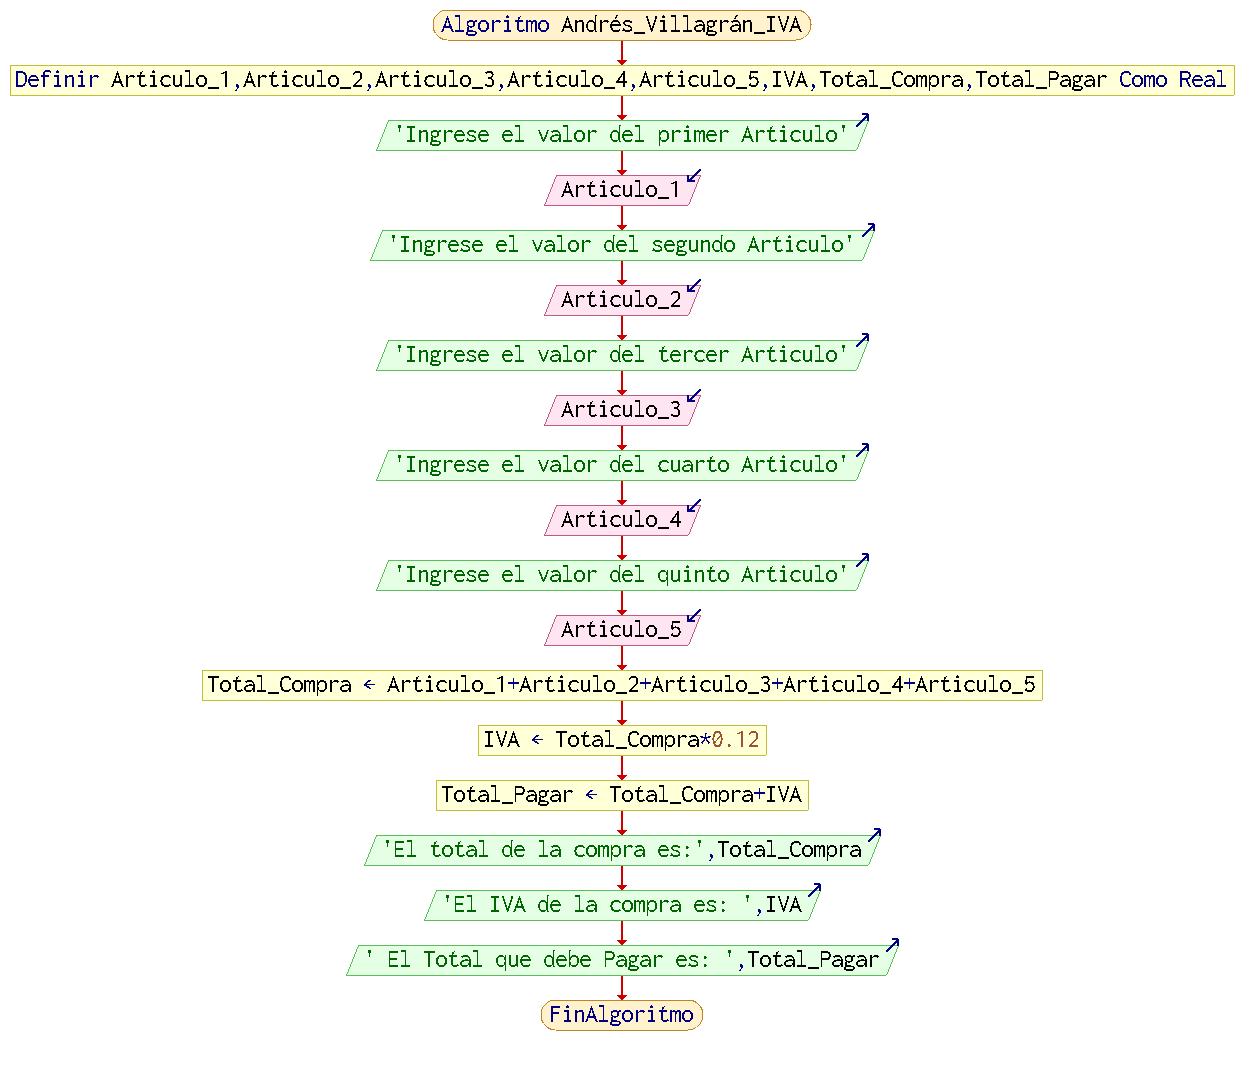 Algoritmo Andrés_Villagrán_IVA
Definir Articulo_1,Articulo_2,Articulo_3,Articulo_4,Articulo_5,IVA,Total_Compra,Total_Pagar Como Real
'Ingrese el valor del primer Articulo'
Articulo_1
'Ingrese el valor del segundo Articulo'
Articulo_2
'Ingrese el valor del tercer Articulo'
Articulo_3
'Ingrese el valor del cuarto Articulo'
Articulo_4
'Ingrese el valor del quinto Articulo'
Articulo_5
Total_Compra ← Articulo_1+Articulo_2+Articulo_3+Articulo_4+Articulo_5
IVA ← Total_Compra*0.12
Total_Pagar ← Total_Compra+IVA
'El total de la compra es:',Total_Compra
'El IVA de la compra es: ',IVA
' El Total que debe Pagar es: ',Total_Pagar
FinAlgoritmo